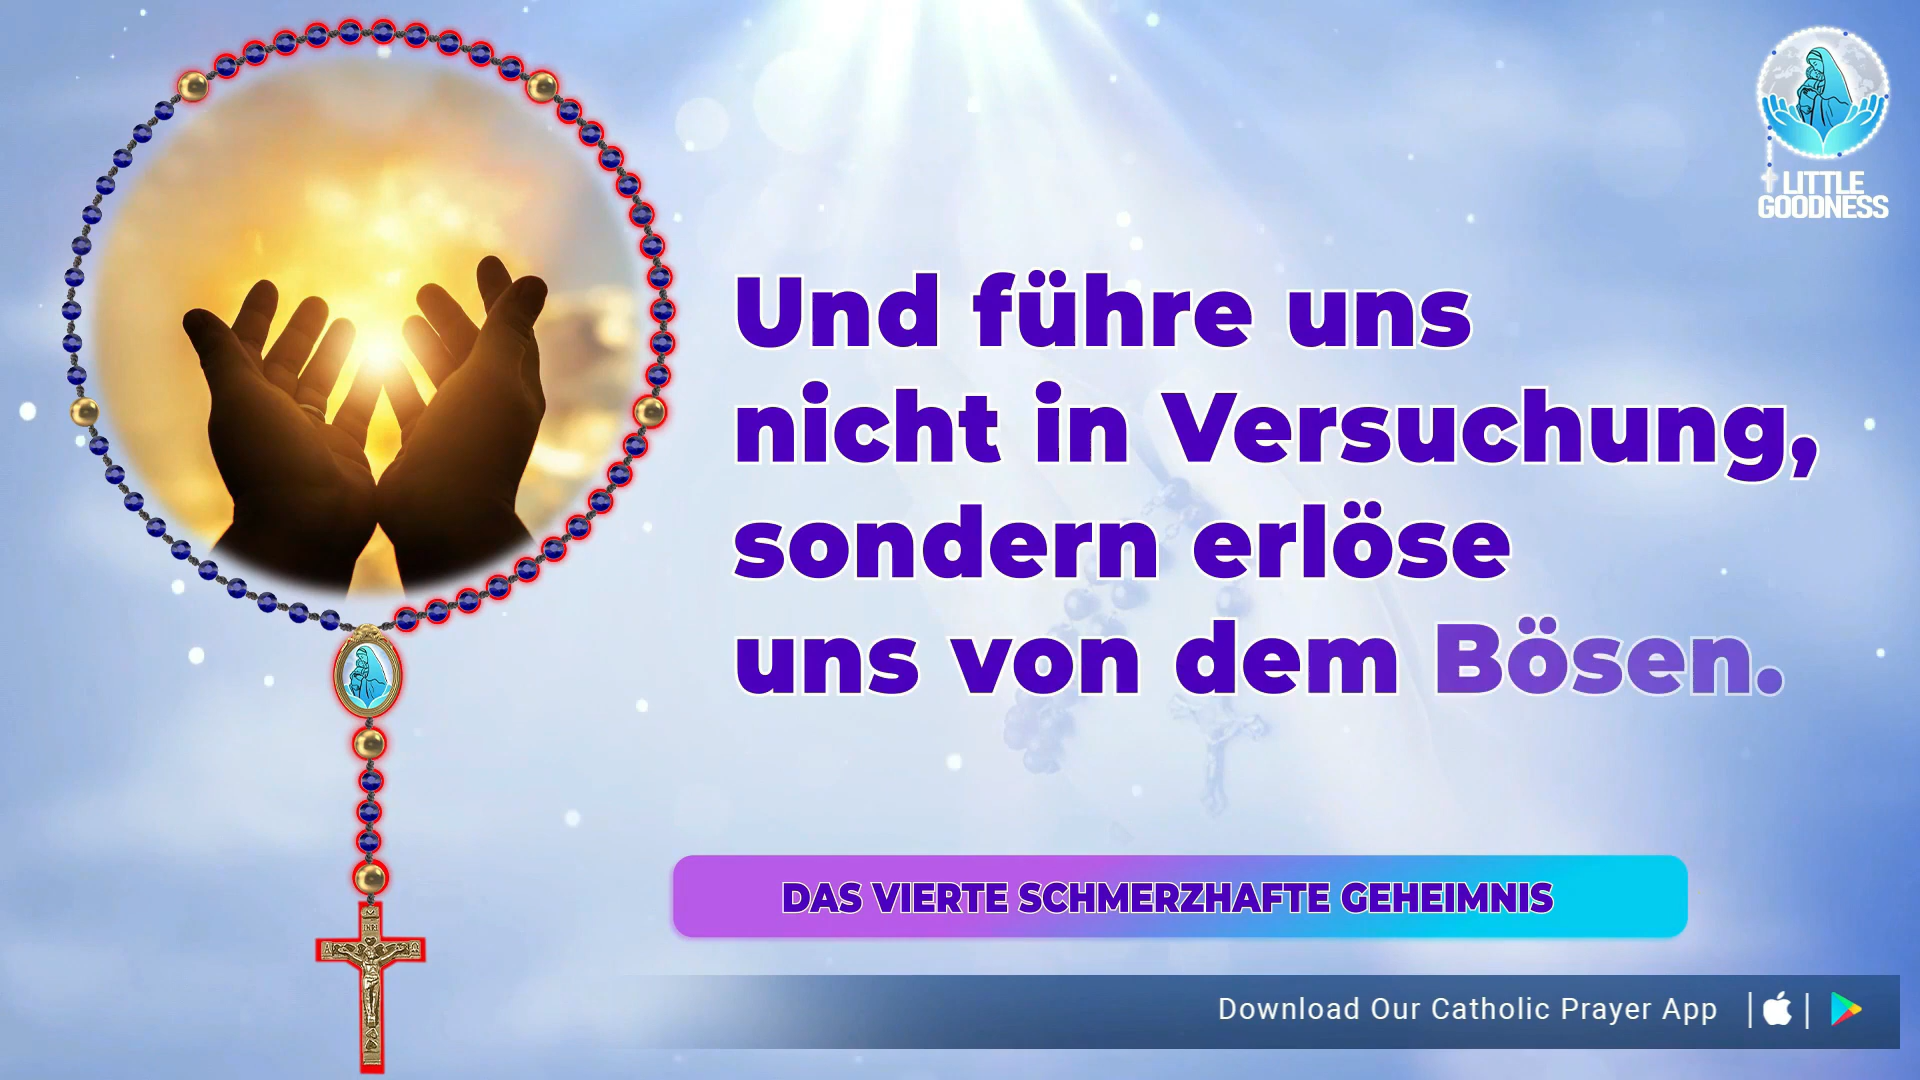 LITTLE
GOODNESS
Und führe uns
nicht in Versuchung,
sondern erlöse
uns von dem Bösen.
DAS VIERTE SCHMERZHAFTE GEHEIMNIS
INRI
A Ω
Download Our Catholic Prayer App